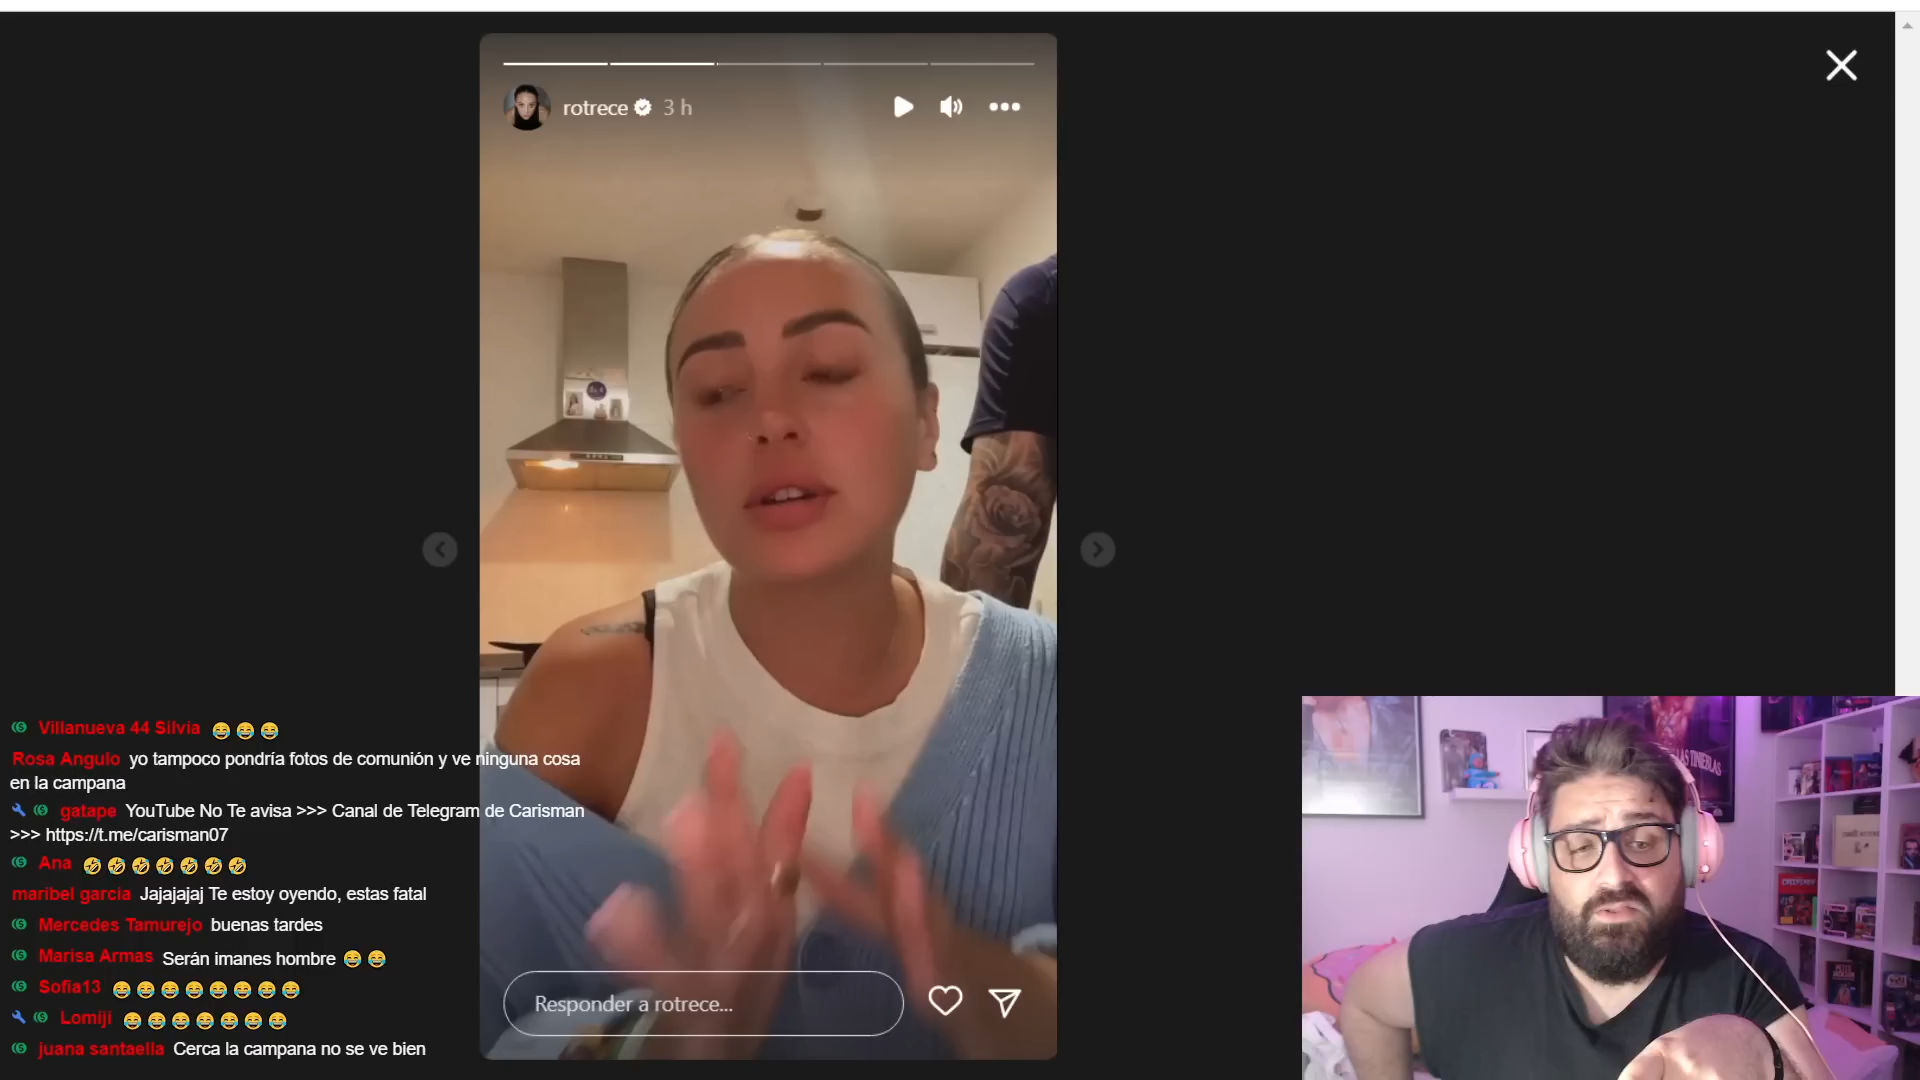 rotrece 3 h
Villanueva 44 Silvia 😂😂😂
Rosa Angulo yo tampoco pondría fotos de comunión y ve ninguna cosa
en la campana
gatape YouTube No Te avisa >>> Canal de Telegram de Carisman
>>> https://t.me/carisman07
Ana 🤣🤣🤣🤣🤣🤣🤣
maribel garcia Jajajajaj Te estoy oyendo, estas fatal
Mercedes Tamurejo buenas tardes
Marisa Armas Serán imanes hombre 😂😂
Sofia13 😂😂😂😂😂😂😂😂
Lomiji 😂😂😂😂😂😂😂
juana santaella Cerca la campana no se ve bien
Responder a rotrece...
LAS TINIEBLAS
CREEPSHOW